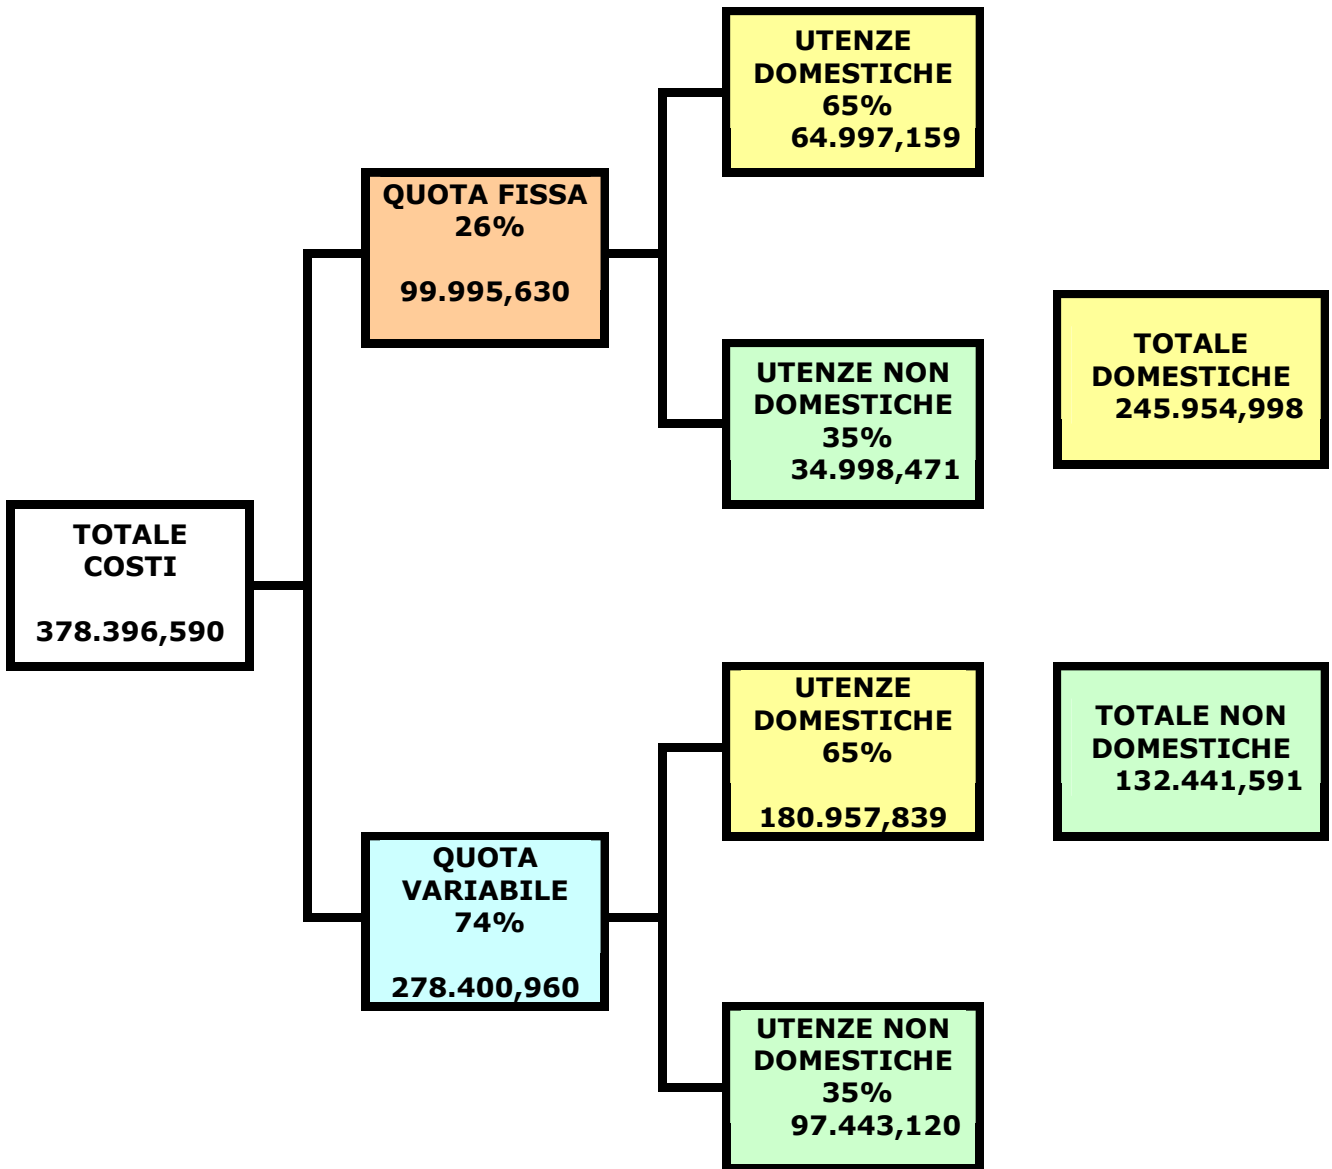 UTENZE
DOMESTICHE
65%
64.997,159
QUOTA FISSA
26%
99.995,630
UTENZE NON
DOMESTICHE
35%
34.998,471
TOTALE
DOMESTICHE
245.954,998
TOTALE
COSTI
378.396,590
UTENZE
DOMESTICHE
65%
180.957,839
TOTALE NON
DOMESTICHE
132.441,591
QUOTA
VARIABILE
74%
278.400,960
UTENZE NON
DOMESTICHE
35%
97.443,120